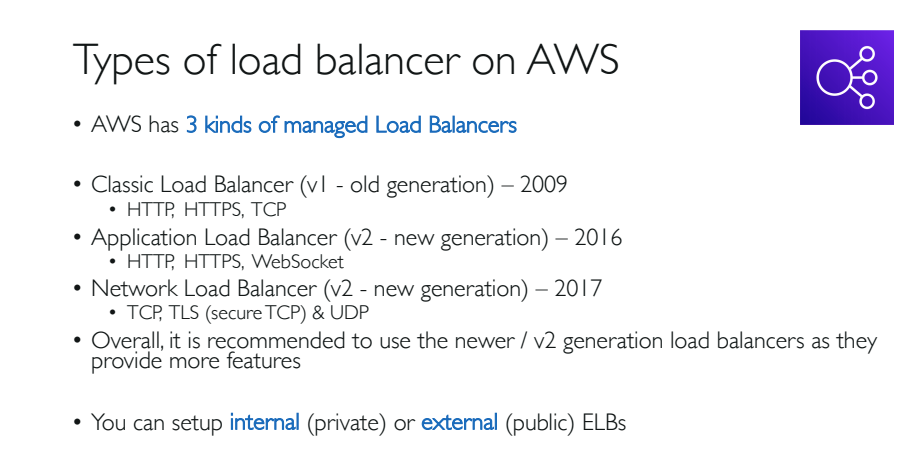 Types of load balancer on AWS
• AWS has 3 kinds of managed Load Balancers
• Classic Load Balancer (v1 - old generation) – 2009
• HTTP, HTTPS, TCP
• Application Load Balancer (v2 - new generation) – 2016
• HTTP, HTTPS, WebSocket
• Network Load Balancer (v2 - new generation) – 2017
• TCP, TLS (secure TCP) & UDP
• Overall, it is recommended to use the newer / v2 generation load balancers as they
provide more features
• You can setup internal (private) or external (public) ELBs